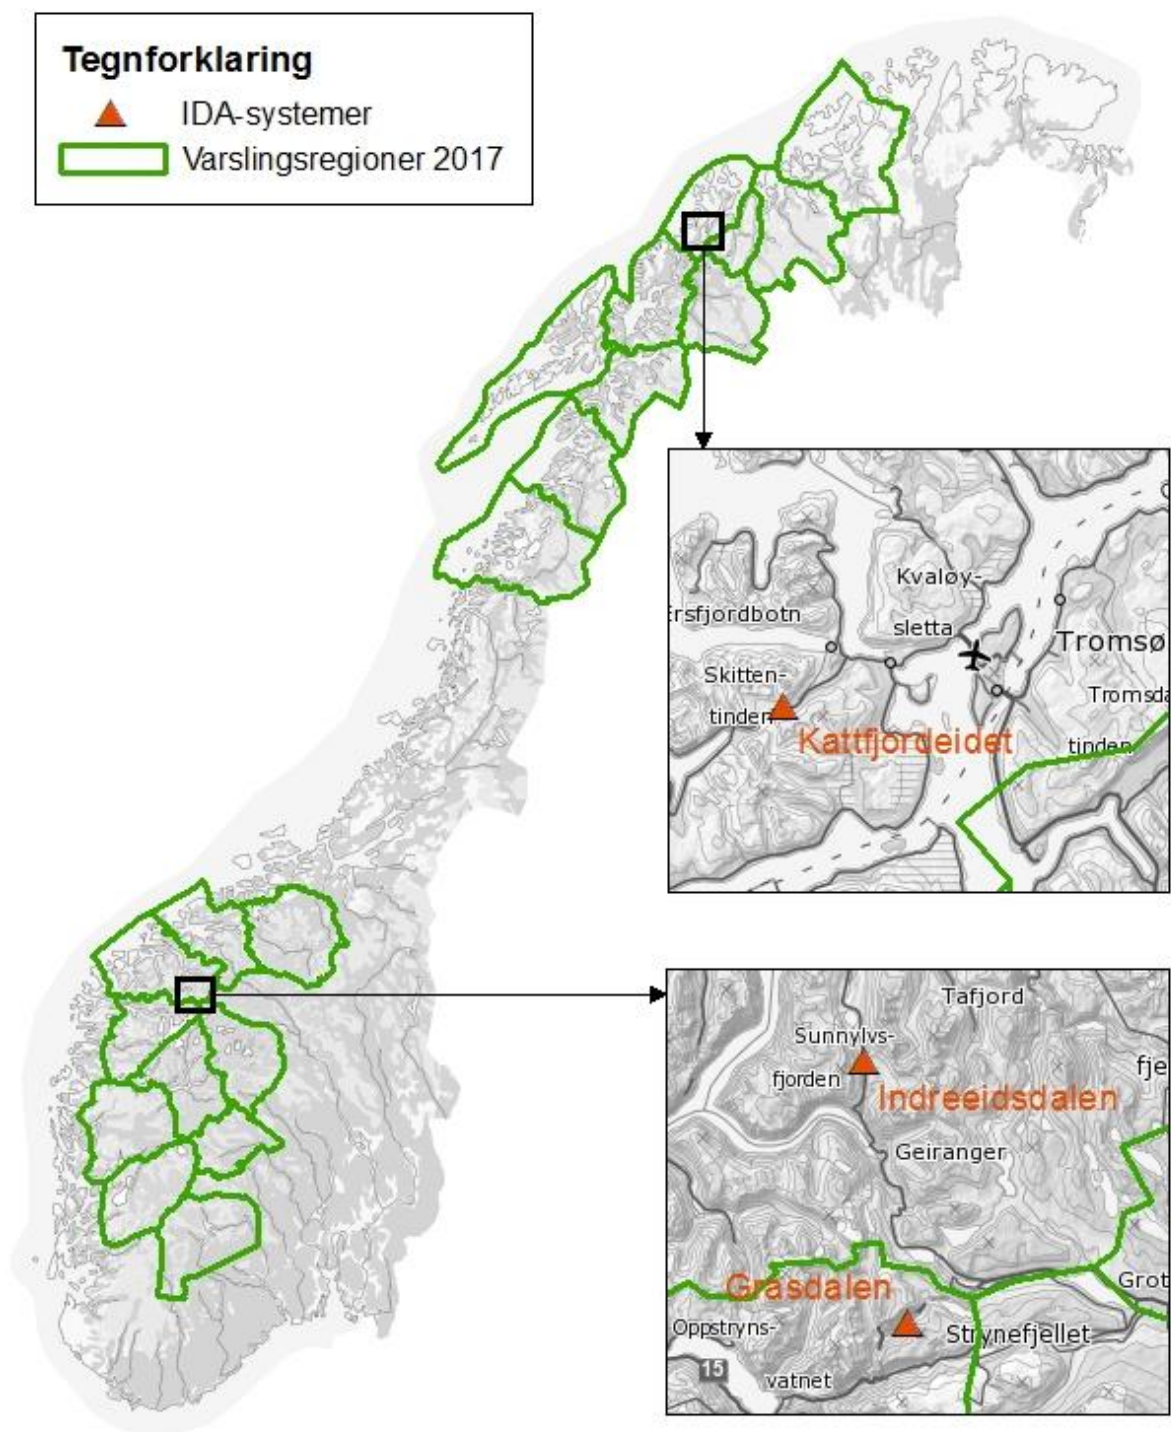 Tegnforklaring
IDA-systemer
Varslingsregioner 2017
Kvaløy-
sletta
rsfjordbotn
Tromsø
Skitten-
tinden
Tromsda
tinden
Kattfjordeidet
Tafjord
Sunnylvs-
fjorden
fje
Indreeidsdalen
Geiranger
Grasdalen
Grot
Oppstryns-
vatnet
Strynefjellet
15